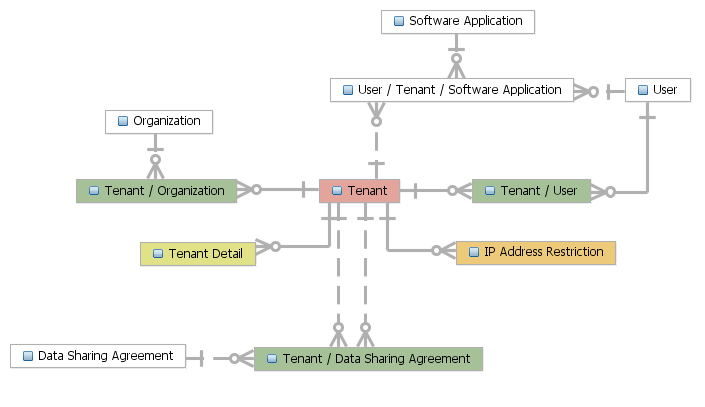 Software Application
User / Tenant / Software Application
User
Organization
Tenant / Organization
Tenant
Tenant / User
Tenant Detail
IP Address Restriction
Data Sharing Agreement
Tenant / Data Sharing Agreement